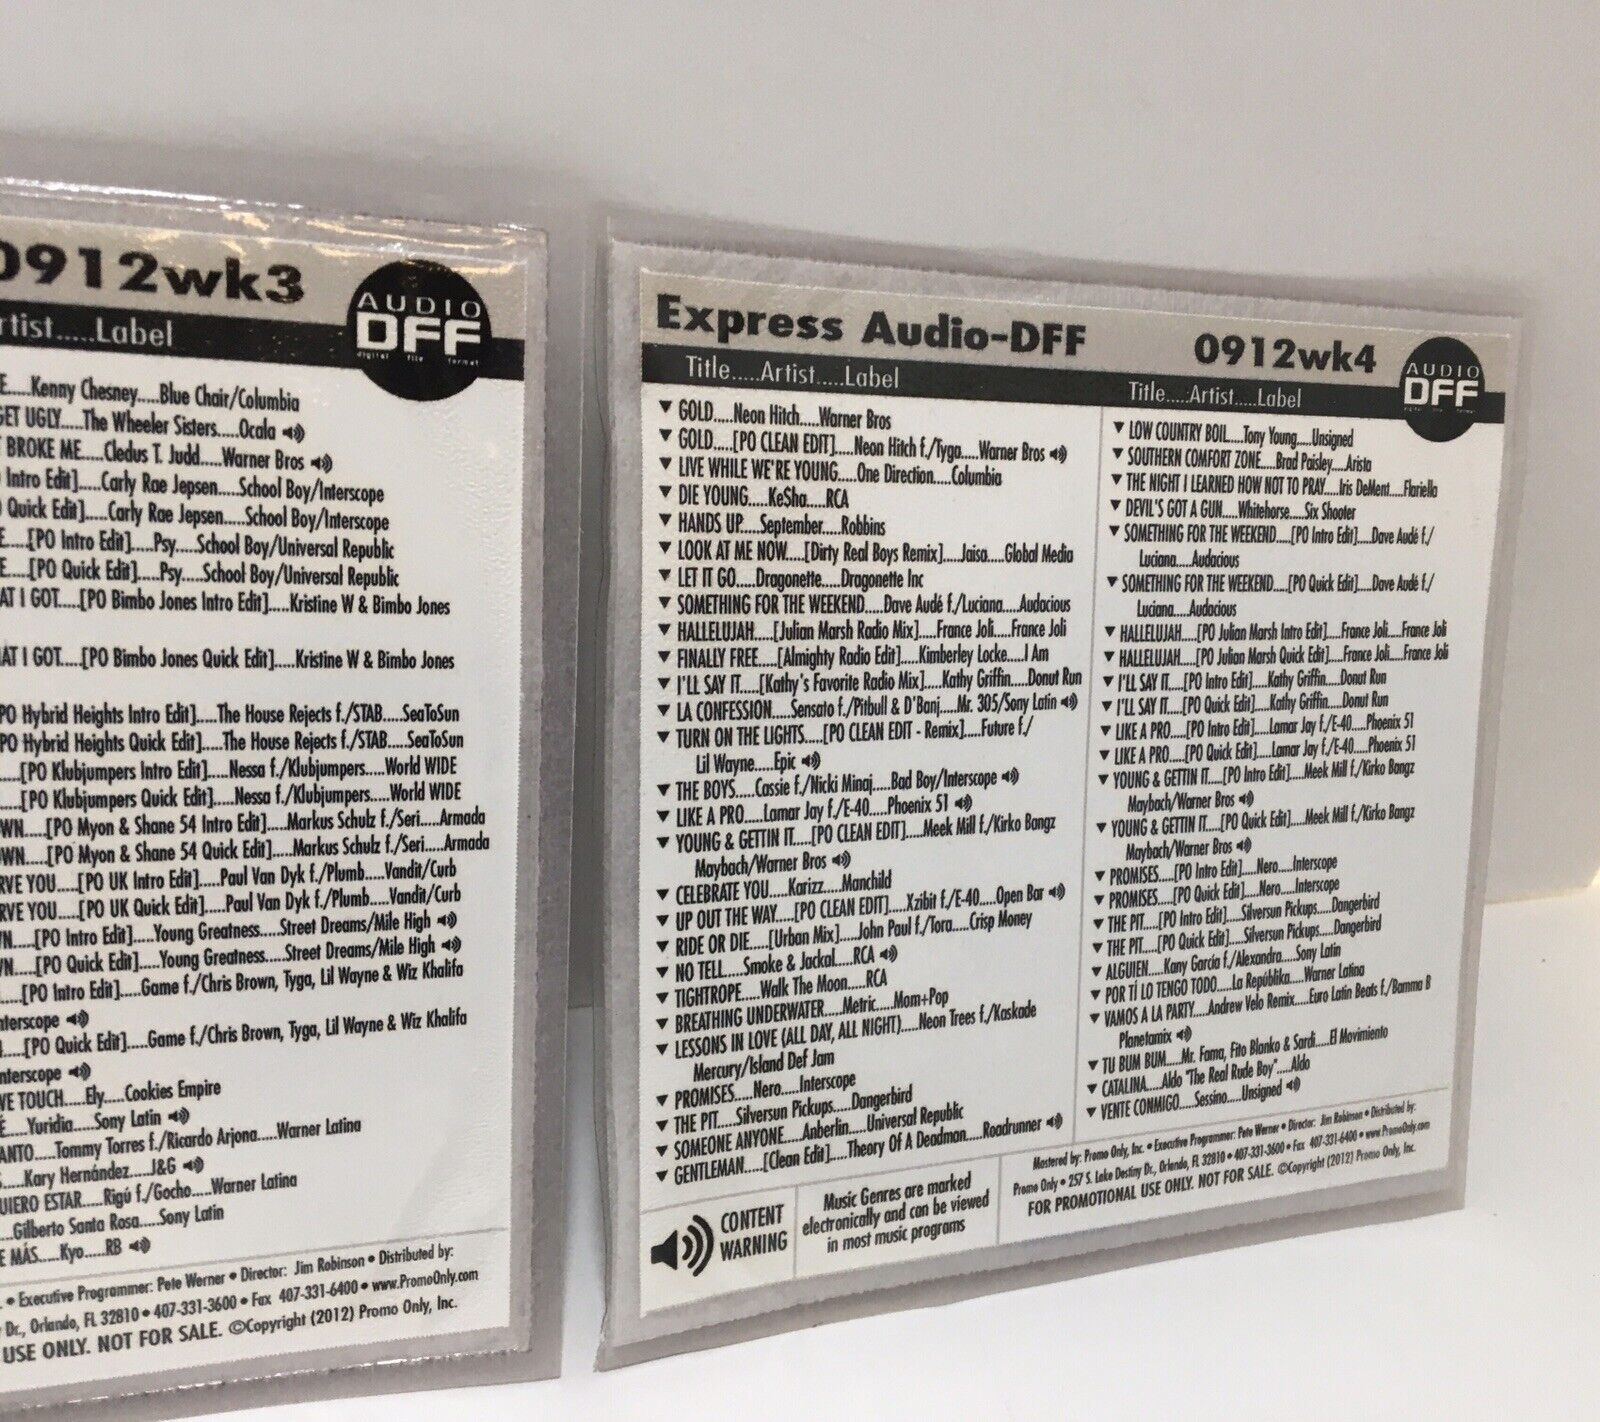 0912wk3
AUDIO
DFF
digital file format
rtist.....Label
E.....Kenny Chesney.....Blue Chair/Columbia
GET UGLY.....The Wheeler Sisters.....Ocala
BROKE ME.....Cledus T. Judd.....Warner Bros
Intro Edit].....Carly Rae Jepsen.....School Boy/Interscope
Quick Edit].....Carly Rae Jepsen.....School Boy/Interscope
E.....[PO Intro Edit].....Psy.....School Boy/Universal Republic
E.....[PO Quick Edit].....Psy.....School Boy/Universal Republic
AT I GOT.....[PO Bimbo Jones Intro Edit].....Kristine W & Bimbo Jones
AT I GOT.....[PO Bimbo Jones Quick Edit].....Kristine W & Bimbo Jones
PO Hybrid Heights Intro Edit].....The House Rejects f./STAB.....SeaToSun
PO Hybrid Heights Quick Edit].....The House Rejects f./STAB.....SeaToSun
.....[PO Klubjumpers Intro Edit].....Nessa f./Klubjumpers.....World WIDE
.....[PO Klubjumpers Quick Edit].....Nessa f./Klubjumpers.....World WIDE
WN.....[PO Myon & Shane 54 Intro Edit].....Markus Schulz f./Seri.....Armada
WN.....[PO Myon & Shane 54 Quick Edit].....Markus Schulz f./Seri.....Armada
RVE YOU.....[PO UK Intro Edit].....Paul Van Dyk f./Plumb.....Vandit/Curb
RVE YOU.....[PO UK Quick Edit].....Paul Van Dyk f./Plumb.....Vandit/Curb
N.....[PO Intro Edit].....Young Greatness.....Street Dreams/Mile High
N.....[PO Quick Edit].....Young Greatness.....Street Dreams/Mile High
.....[PO Intro Edit].....Game f./Chris Brown, Tyga, Lil Wayne & Wiz Khalifa
nterscope
.....[PO Quick Edit].....Game f./Chris Brown, Tyga, Lil Wayne & Wiz Khalifa
nterscope
VE TOUCH.....Ely.....Cookies Empire
É.....Yuridia.....Sony Latin
ANTO.....Tommy Torres f./Ricardo Arjona.....Warner Latina
.....Kary Hernández.....J&G
UIERO ESTAR.....Rigú f./Gocho.....Warner Latina
.....Gilberto Santa Rosa.....Sony Latin
E MÁS.....Kyo.....RB
. • Executive Programmer: Pete Werner • Director: Jim Robinson • Distributed by:
Dr., Orlando, FL 32810 • 407-331-3600 • Fax 407-331-6400 • www.PromoOnly.com
USE ONLY. NOT FOR SALE. ©Copyright (2012) Promo Only, Inc.
Express Audio-DFF 0912wk4
AUDIO
DFF
digital file format
Title.....Artist.....Label
▼ GOLD.....Neon Hitch.....Warner Bros
▼ GOLD.....[PO CLEAN EDIT].....Neon Hitch f./Tyga.....Warner Bros
▼ LIVE WHILE WE'RE YOUNG.....One Direction.....Columbia
▼ DIE YOUNG.....Ke$ha.....RCA
▼ HANDS UP.....September.....Robbins
▼ LOOK AT ME NOW.....[Dirty Real Boys Remix].....Jaisa.....Global Media
▼ LET IT GO.....Dragonette.....Dragonette Inc
▼ SOMETHING FOR THE WEEKEND.....Dave Audé f./Luciana.....Audacious
▼ HALLELUJAH.....[Julian Marsh Radio Mix].....France Joli.....France Joli
▼ FINALLY FREE.....[Almighty Radio Edit].....Kimberley Locke.....I Am
▼ I'LL SAY IT.....[Kathy's Favorite Radio Mix].....Kathy Griffin.....Donut Run
▼ LA CONFESSION.....Sensato f./Pitbull & D'Banj.....Mr. 305/Sony Latin
▼ TURN ON THE LIGHTS.....[PO CLEAN EDIT - Remix].....Future f./
Lil Wayne.....Epic
▼ THE BOYS.....Cassie f./Nicki Minaj.....Bad Boy/Interscope
▼ LIKE A PRO.....Lamar Jay f./E-40.....Phoenix 51
▼ YOUNG & GETTIN IT.....[PO CLEAN EDIT].....Meek Mill f./Kirko Bangz
Maybach/Warner Bros
▼ CELEBRATE YOU.....Karizz.....Manchild
▼ UP OUT THE WAY.....[PO CLEAN EDIT].....Xzibit f./E-40.....Open Bar
▼ RIDE OR DIE.....[Urban Mix].....John Paul f./Tora.....Crisp Money
▼ NO TELL.....Smoke & Jackal.....RCA
▼ TIGHTROPE.....Walk The Moon.....RCA
▼ BREATHING UNDERWATER.....Metric.....Mom+Pop
▼ LESSONS IN LOVE (ALL DAY, ALL NIGHT).....Neon Trees f./Kaskade
Mercury/Island Def Jam
▼ PROMISES.....Nero.....Interscope
▼ THE PIT.....Silversun Pickups.....Dangerbird
▼ SOMEONE ANYONE.....Anberlin.....Universal Republic
▼ GENTLEMAN.....[Clean Edit].....Theory Of A Deadman.....Roadrunner
CONTENT
WARNING
Music Genres are marked
electronically and can be viewed
in most music programs
Title.....Artist.....Label
▼ LOW COUNTRY BOIL.....Tony Young.....Unsigned
▼ SOUTHERN COMFORT ZONE.....Brad Paisley.....Arista
▼ THE NIGHT I LEARNED HOW NOT TO PRAY.....Iris DeMent.....Flariella
▼ DEVIL'S GOT A GUN.....Whitehorse.....Six Shooter
▼ SOMETHING FOR THE WEEKEND.....[PO Intro Edit].....Dave Audé f./
Luciana.....Audacious
▼ SOMETHING FOR THE WEEKEND.....[PO Quick Edit].....Dave Audé f./
Luciana.....Audacious
▼ HALLELUJAH.....[PO Julian Marsh Intro Edit].....France Joli.....France Joli
▼ HALLELUJAH.....[PO Julian Marsh Quick Edit].....France Joli.....France Joli
▼ I'LL SAY IT.....[PO Intro Edit].....Kathy Griffin.....Donut Run
▼ I'LL SAY IT.....[PO Quick Edit].....Kathy Griffin.....Donut Run
▼ LIKE A PRO.....[PO Intro Edit].....Lamar Jay f./E-40.....Phoenix 51
▼ LIKE A PRO.....[PO Quick Edit].....Lamar Jay f./E-40.....Phoenix 51
▼ YOUNG & GETTIN IT.....[PO Intro Edit].....Meek Mill f./Kirko Bangz
Maybach/Warner Bros
▼ YOUNG & GETTIN IT.....[PO Quick Edit].....Meek Mill f./Kirko Bangz
Maybach/Warner Bros
▼ PROMISES.....[PO Intro Edit].....Nero.....Interscope
▼ PROMISES.....[PO Quick Edit].....Nero.....Interscope
▼ THE PIT.....[PO Intro Edit].....Silversun Pickups.....Dangerbird
▼ THE PIT.....[PO Quick Edit].....Silversun Pickups.....Dangerbird
▼ ALGUIEN.....Kany García f./Alexandra.....Sony Latin
▼ POR TÍ LO TENGO TODO.....La Repúblika.....Warner Latina
▼ VAMOS A LA PARTY.....Andrew Velo Remix.....Euro Latin Beats f./Bamma B
Planetamix
▼ TU BUM BUM.....Mr. Fama, Fito Blanko & Sardi.....El Movimiento
▼ CATALINA.....Aldo "The Real Rude Boy".....Aldo
▼ VENTE CONMIGO.....Sessino.....Unsigned
Mastered by: Promo Only, Inc. • Executive Programmer: Pete Werner • Director: Jim Robinson • Distributed by:
Promo Only • 257 S. Lake Destiny Dr., Orlando, FL 32810 • 407-331-3600 • Fax 407-331-6400 • www.PromoOnly.com
FOR PROMOTIONAL USE ONLY. NOT FOR SALE. ©Copyright (2012) Promo Only, Inc.